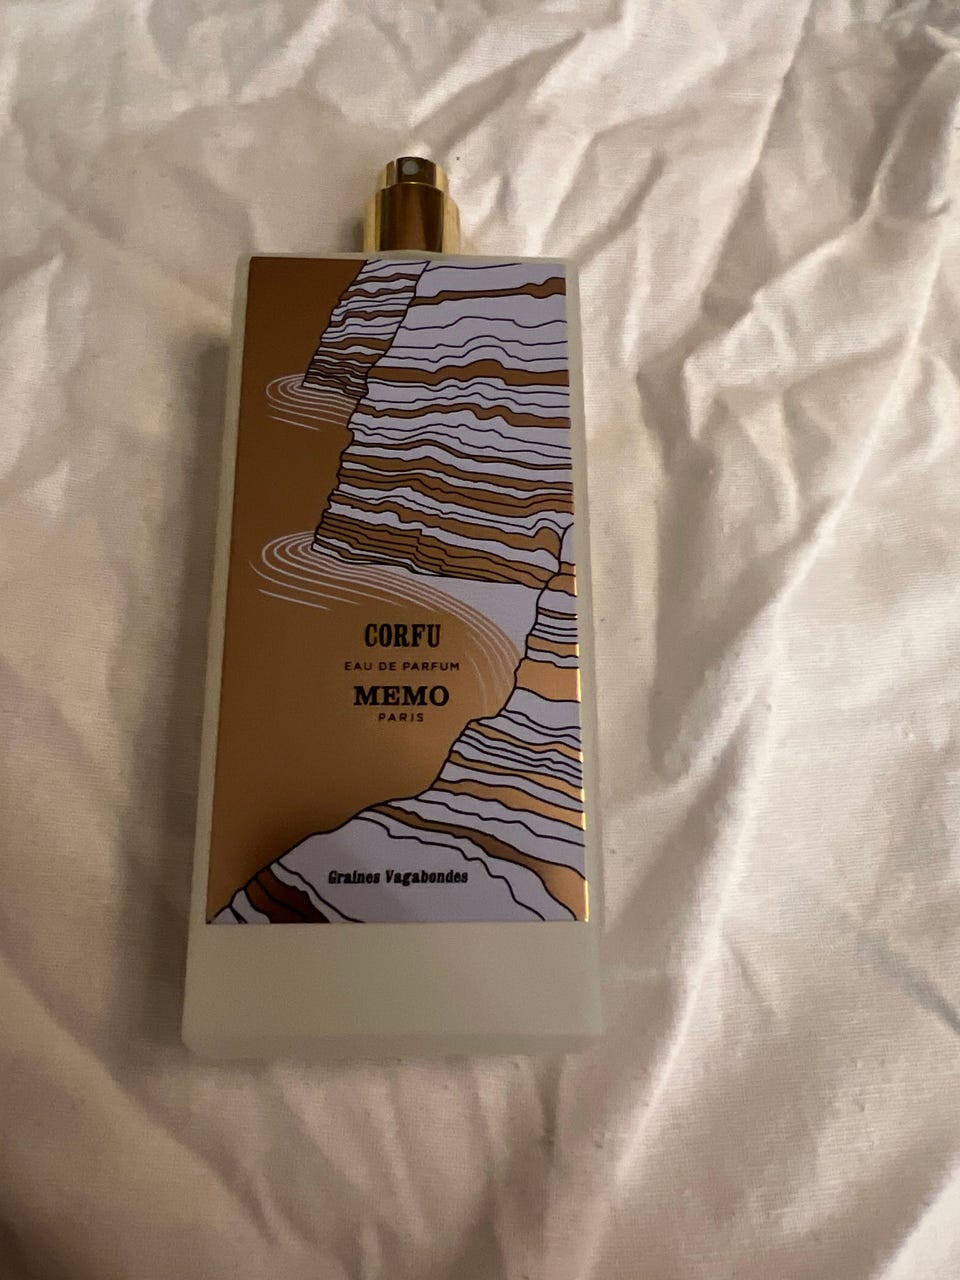 CORFU
EAU DE PARFUM
MEMO
PARIS
Graines Vagabondes